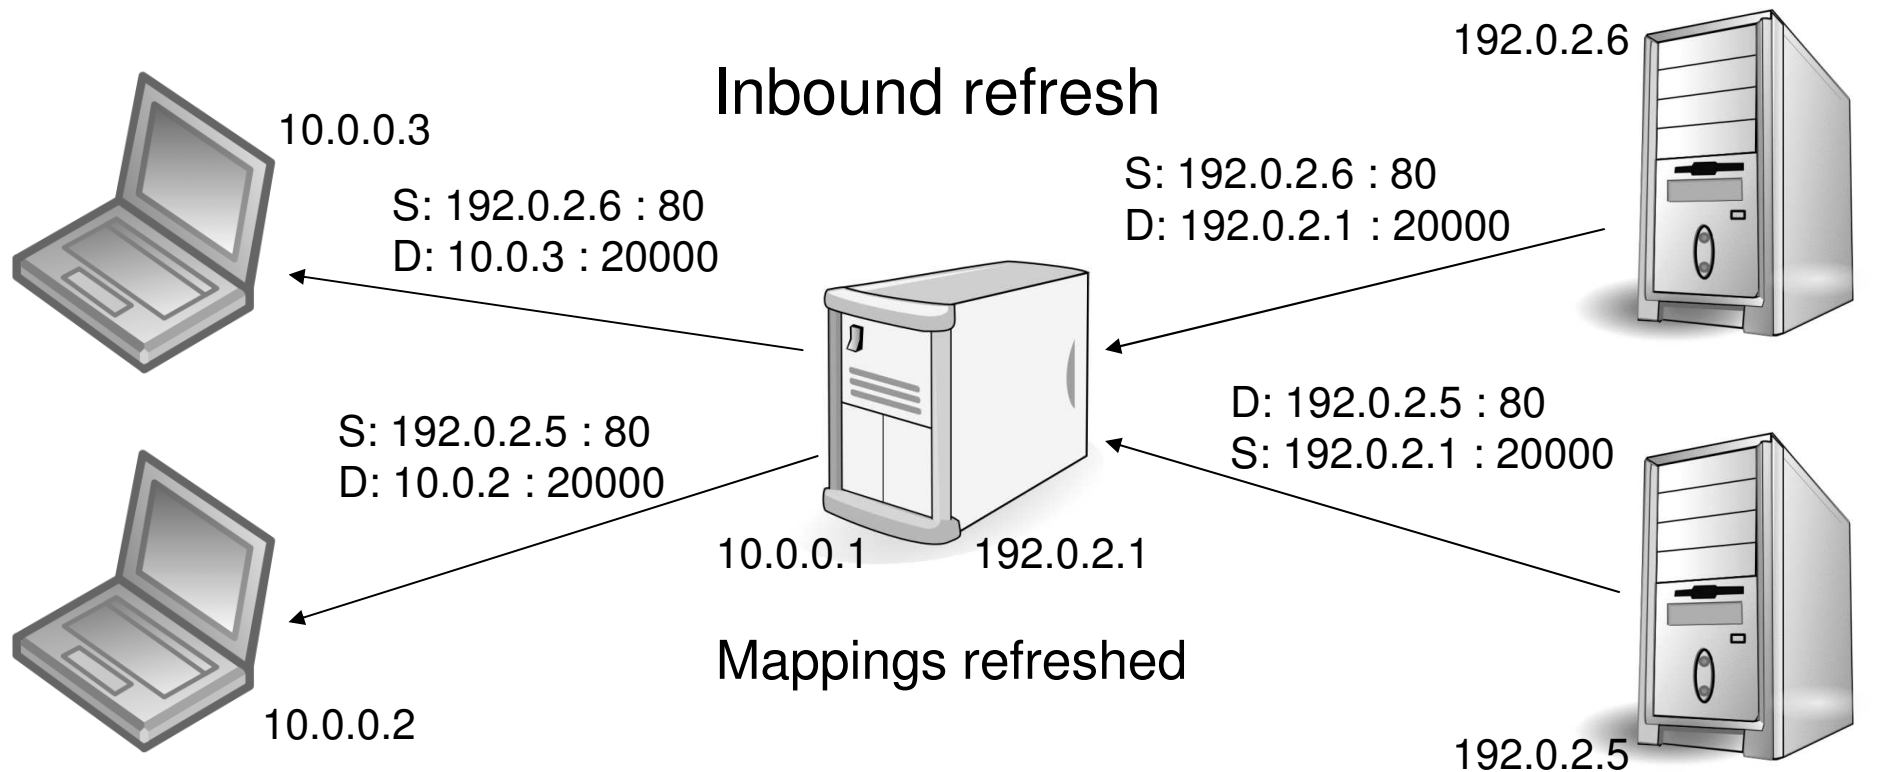 192.0.2.6
Inbound refresh
10.0.0.3
S: 192.0.2.6 : 80
D: 192.0.2.1 : 20000
S: 192.0.2.6 : 80
D: 10.0.3 : 20000
D: 192.0.2.5 : 80
S: 192.0.2.1 : 20000
S: 192.0.2.5 : 80
D: 10.0.2 : 20000
10.0.0.1
192.0.2.1
Mappings refreshed
10.0.0.2
192.0.2.5